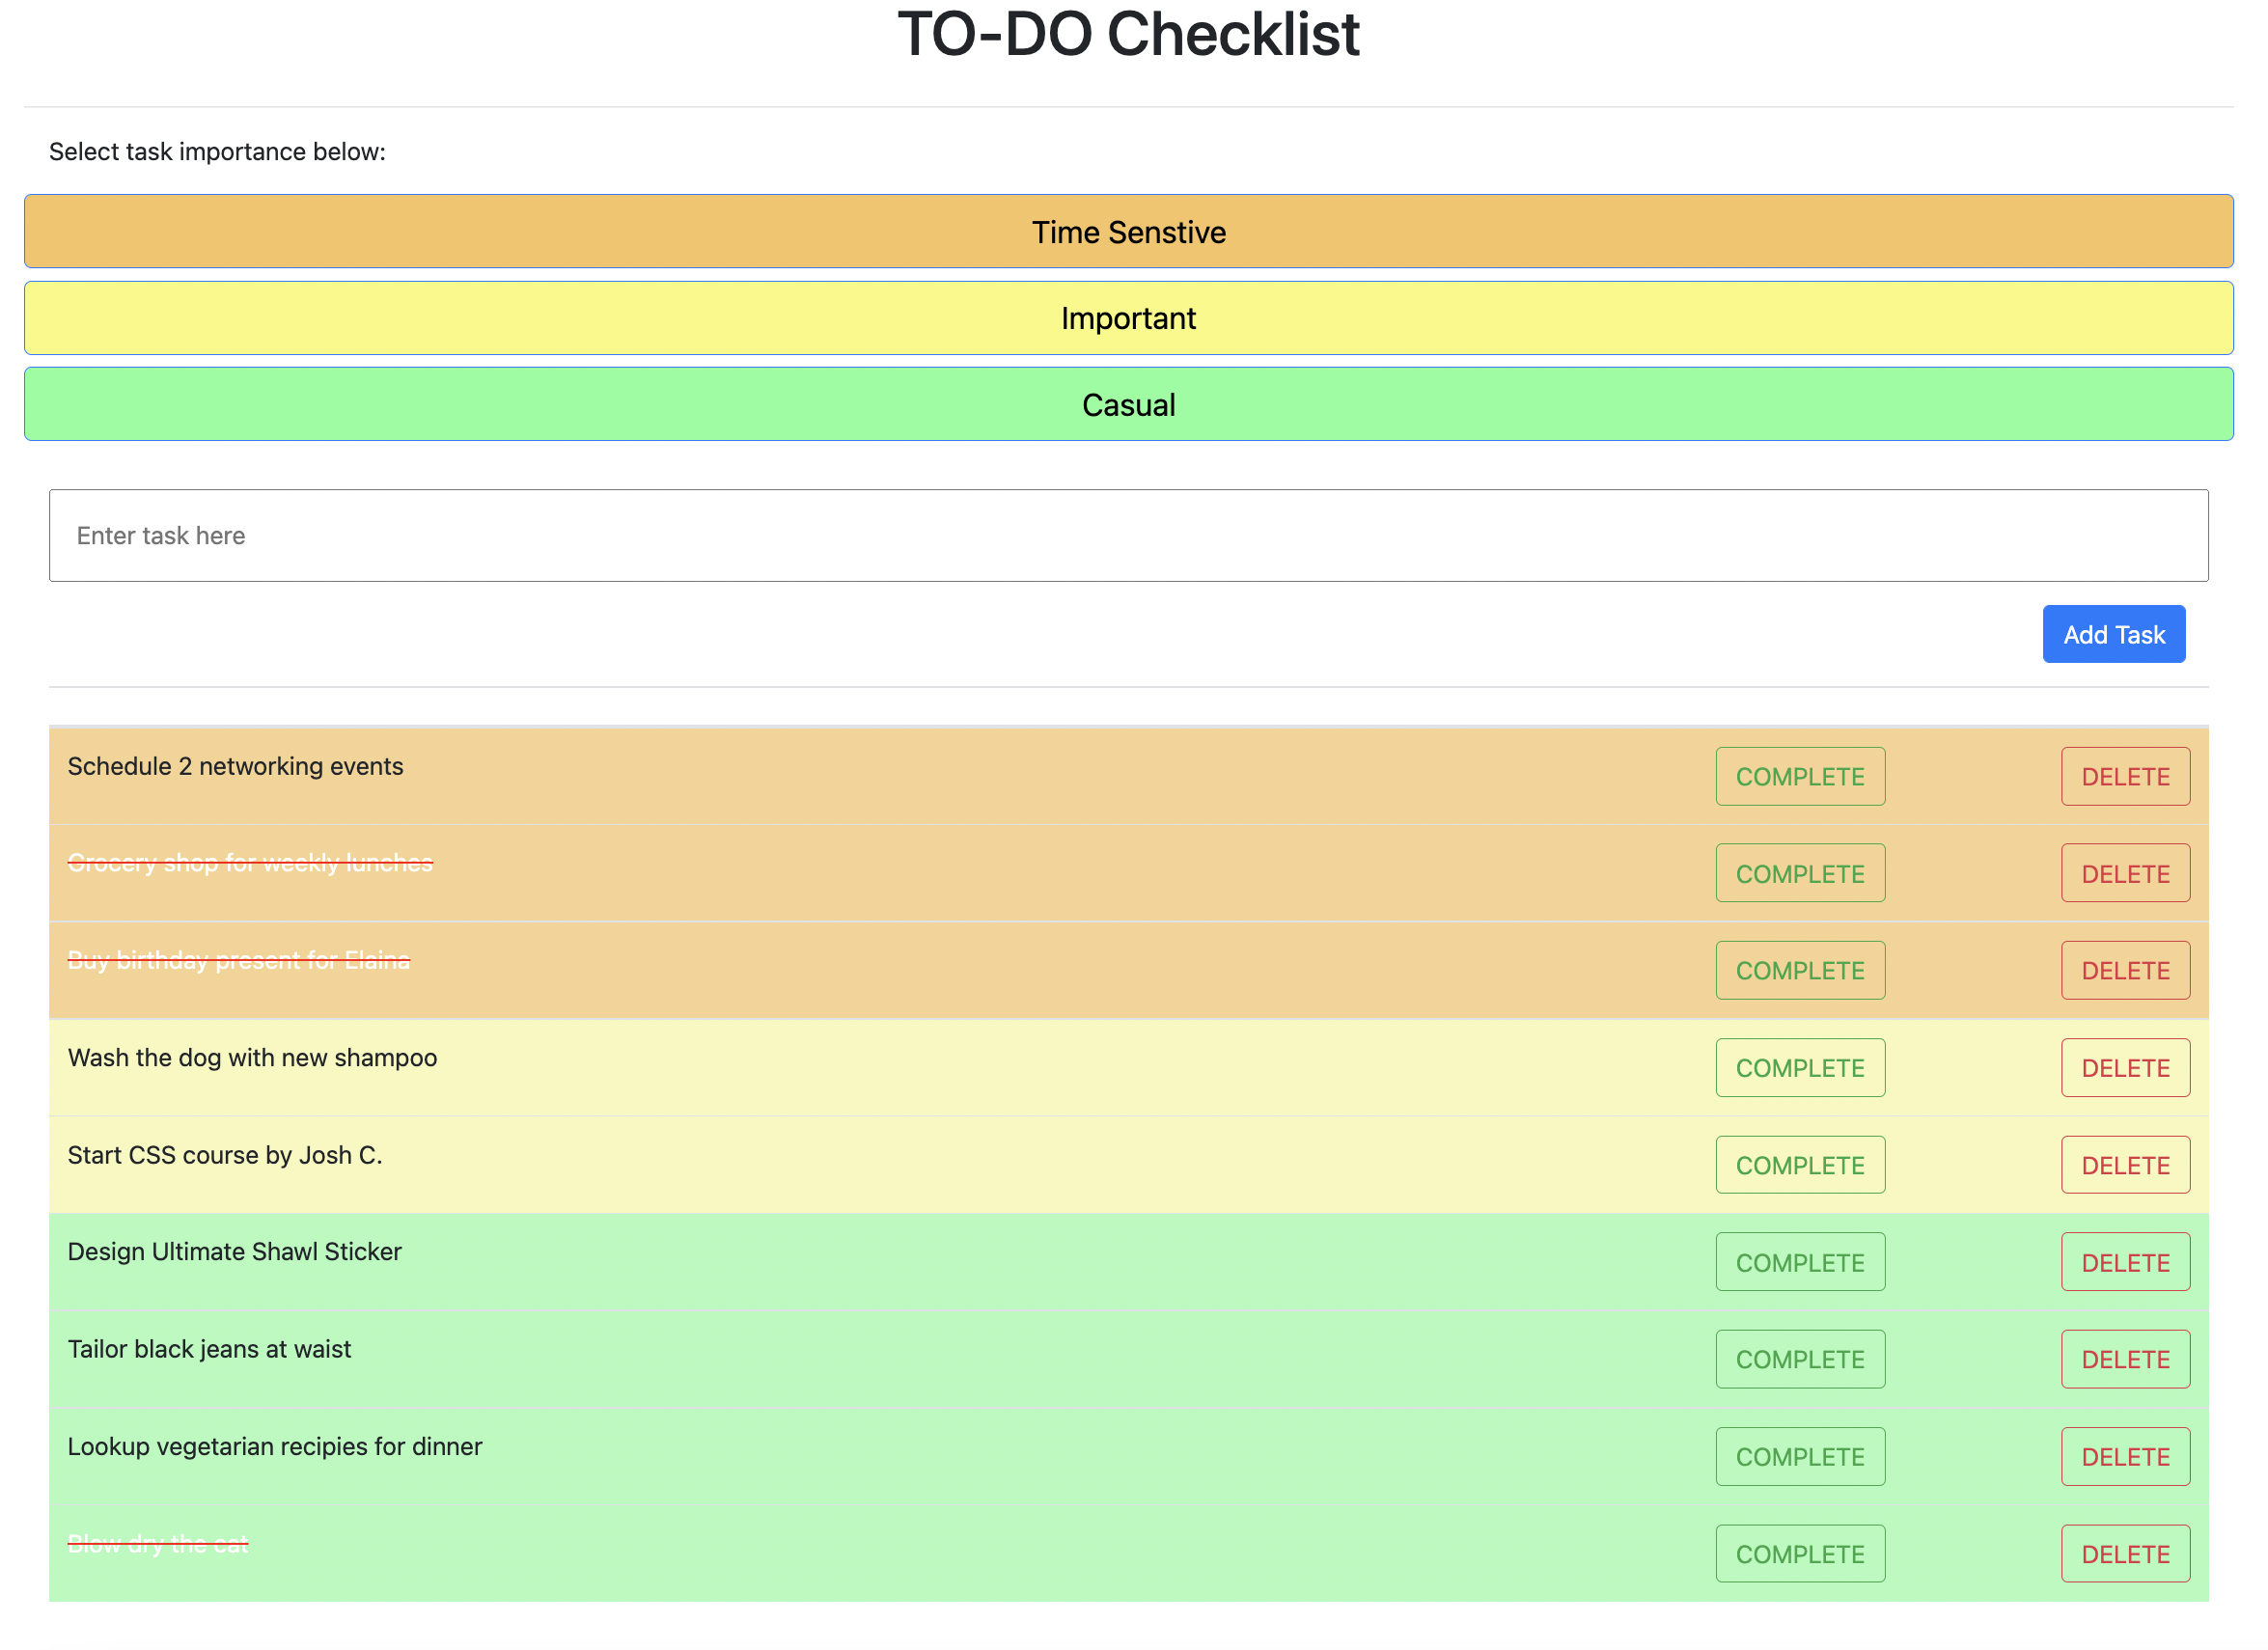 TO-DO Checklist
Select task importance below:
Time Senstive
Important
Casual
Enter task here
Add Task
Schedule 2 networking events COMPLETE DELETE
Grocery shop for weekly lunches COMPLETE DELETE
Buy birthday present for Elaina COMPLETE DELETE
Wash the dog with new shampoo COMPLETE DELETE
Start CSS course by Josh C. COMPLETE DELETE
Design Ultimate Shawl Sticker COMPLETE DELETE
Tailor black jeans at waist COMPLETE DELETE
Lookup vegetarian recipies for dinner COMPLETE DELETE
Blow dry the cat COMPLETE DELETE